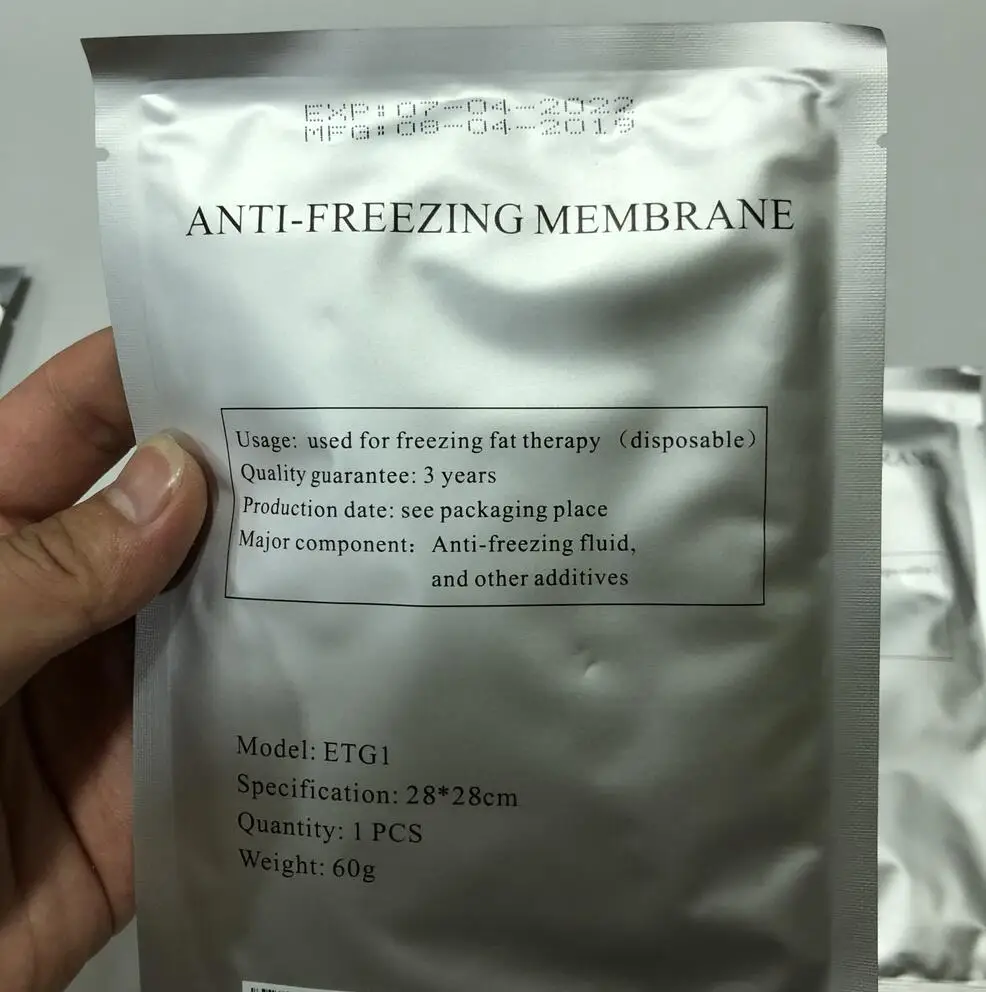 EXP:07-04-2022
MFG:08-04-2019
ANTI-FREEZING MEMBRANE
Usage: used for freezing fat therapy （disposable）
Quality guarantee: 3 years
Production date: see packaging place
Major component: Anti-freezing fluid,
and other additives
Model: ETG1
Specification: 28*28cm
Quantity: 1 PCS
Weight: 60g